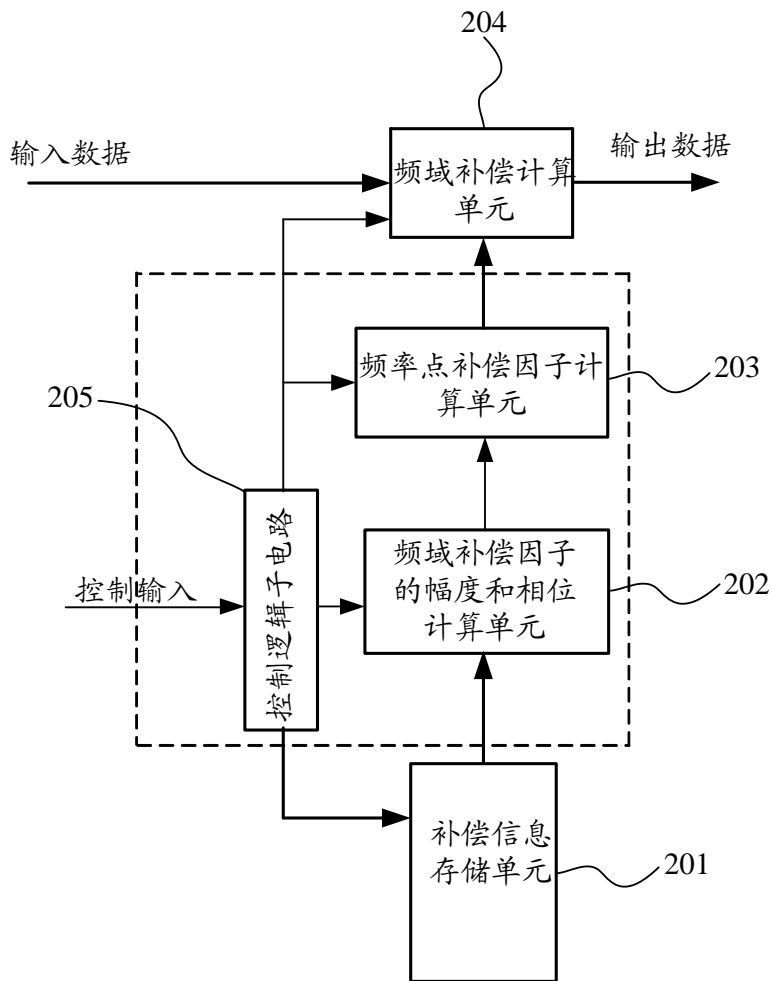 204
输入数据
频域补偿计算
单元
输出数据
频率点补偿因子计
算单元
203
205
控制逻辑子电路
控制输入
频域补偿因子
的幅度和相位
计算单元
202
补偿信息
存储单元
201